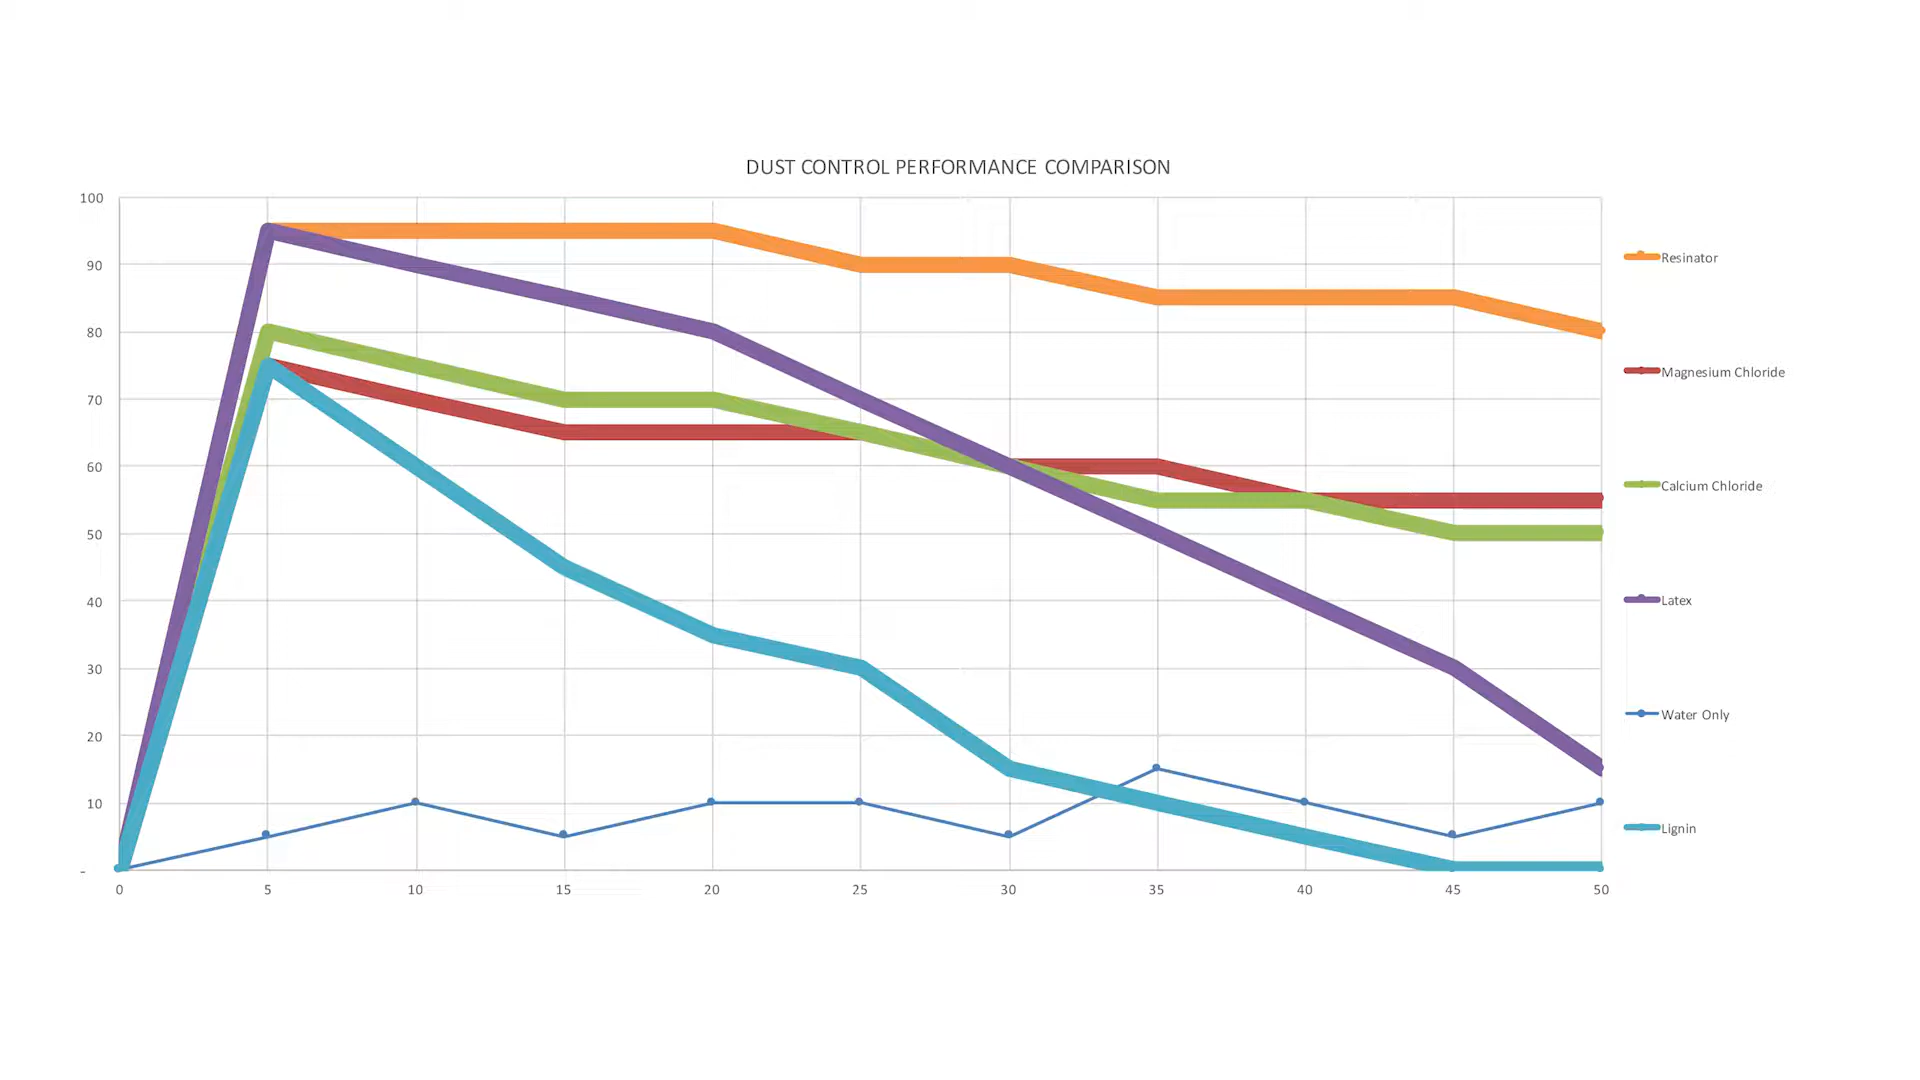 DUST CONTROL PERFORMANCE COMPARISON
100
90
80
70
60
50
40
30
20
10
-
0 5 10 15 20 25 30 35 40 45 50
Resinator
Magnesium Chloride
Calcium Chloride
Latex
Water Only
Lignin